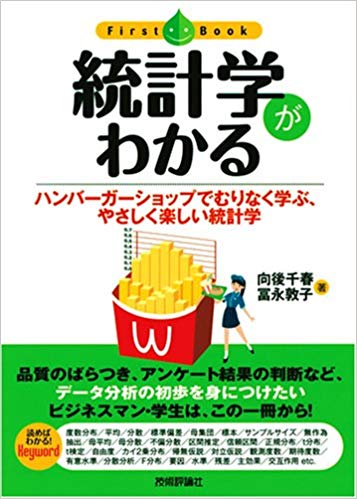 First Book
統計学が
わかる
ハンバーガーショップでむりなく学ぶ、
やさしく楽しい統計学
向後千春
冨永敦子 著
W
品質のばらつき、アンケート結果の判断など、
データ分析の初歩を身につけたい
ビジネスマン・学生は、この一冊から!
読めば
わかる!
Keyword
度数分布/平均/分散/標準偏差/母集団/標本/サンプルサイズ/無作為
抽出/母平均/母分散/不偏分散/区間推定/信頼区間/正規分布/t分布/
t検定/自由度/カイ2乗分布/帰無仮説/対立仮説/観測度数/期待度数/
有意水準/分散分析/F分布/要因/水準/残差/主効果/交互作用 etc.
技術評論社